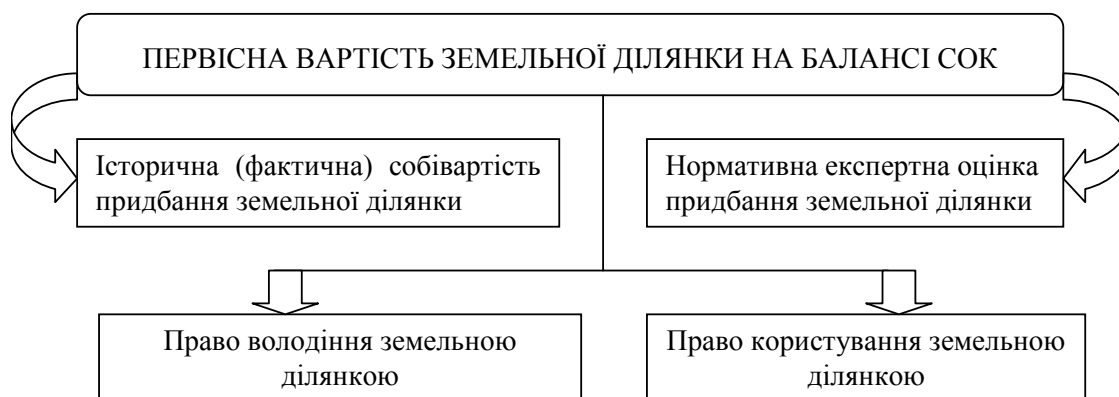 ПЕРВІСНА ВАРТІСТЬ ЗЕМЕЛЬНОЇ ДІЛЯНКИ НА БАЛАНСІ СОК
Історична (фактична) собівартість
придбання земельної ділянки
Нормативна експертна оцінка
придбання земельної ділянки
Право володіння земельною
ділянкою
Право користування земельною
ділянкою